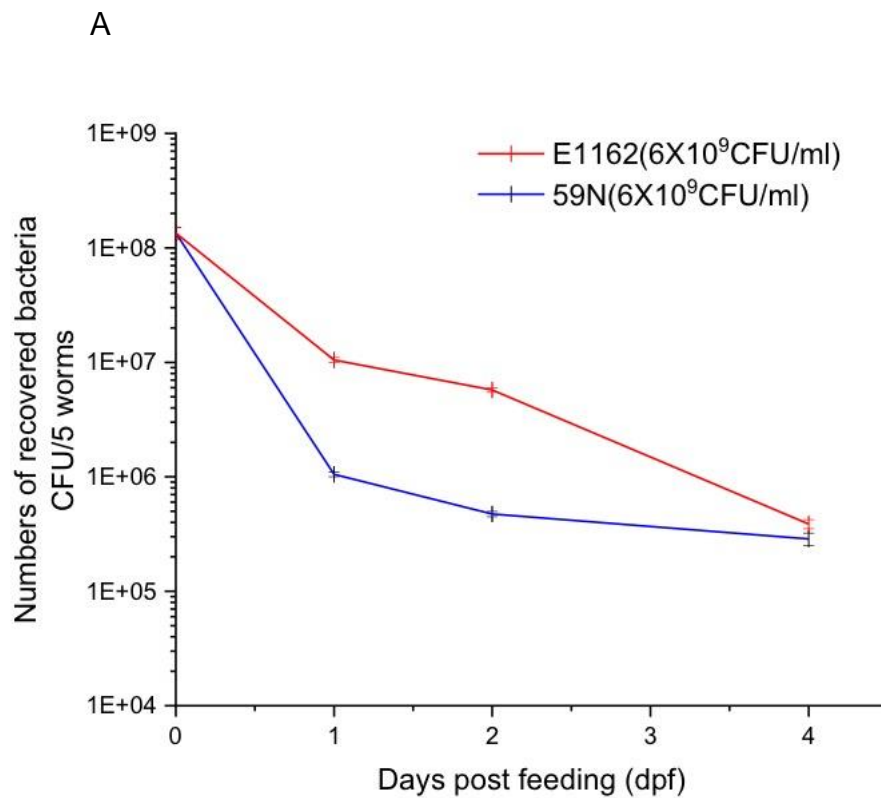 A
1E+09
1E+08
1E+07
1E+06
1E+05
1E+04
Numbers of recovered bacteria
CFU/5 worms
E1162(6X10⁹CFU/ml)
59N(6X10⁹CFU/ml)
0 1 2 3 4
Days post feeding (dpf)